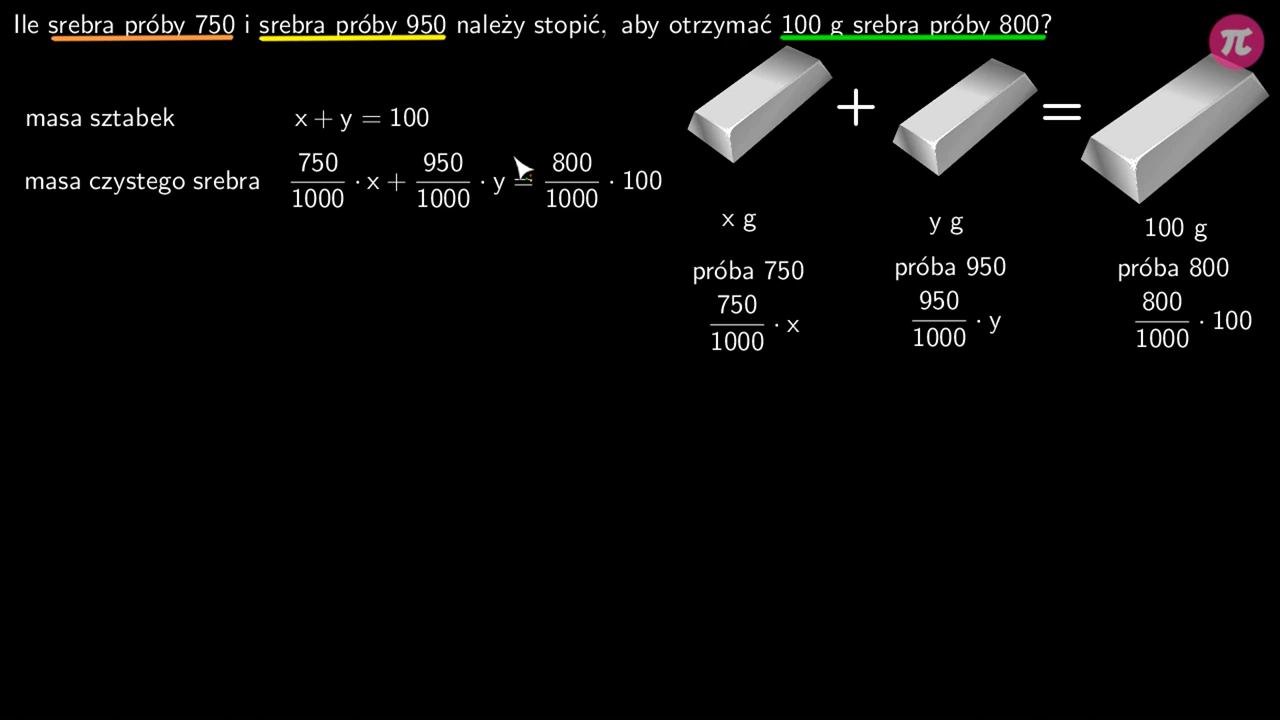 Ile srebra próby 750 i srebra próby 950 należy stopić, aby otrzymać 100 g srebra próby 800?
π
masa sztabek x + y = 100
masa czystego srebra 750/1000 · x + 950/1000 · y = 800/1000 · 100
+ =
x g y g 100 g
próba 750 próba 950 próba 800
750/1000 · x 950/1000 · y 800/1000 · 100